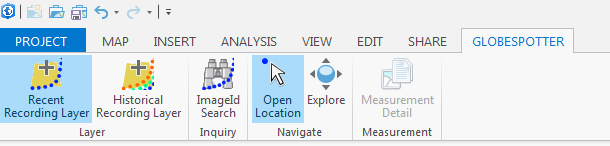 PROJECT MAP INSERT ANALYSIS VIEW EDIT SHARE GLOBESPOTTER
Recent Historical ImageId Open Explore Measurement
Recording Layer Recording Layer Search Location Detail
Layer Inquiry Navigate Measurement